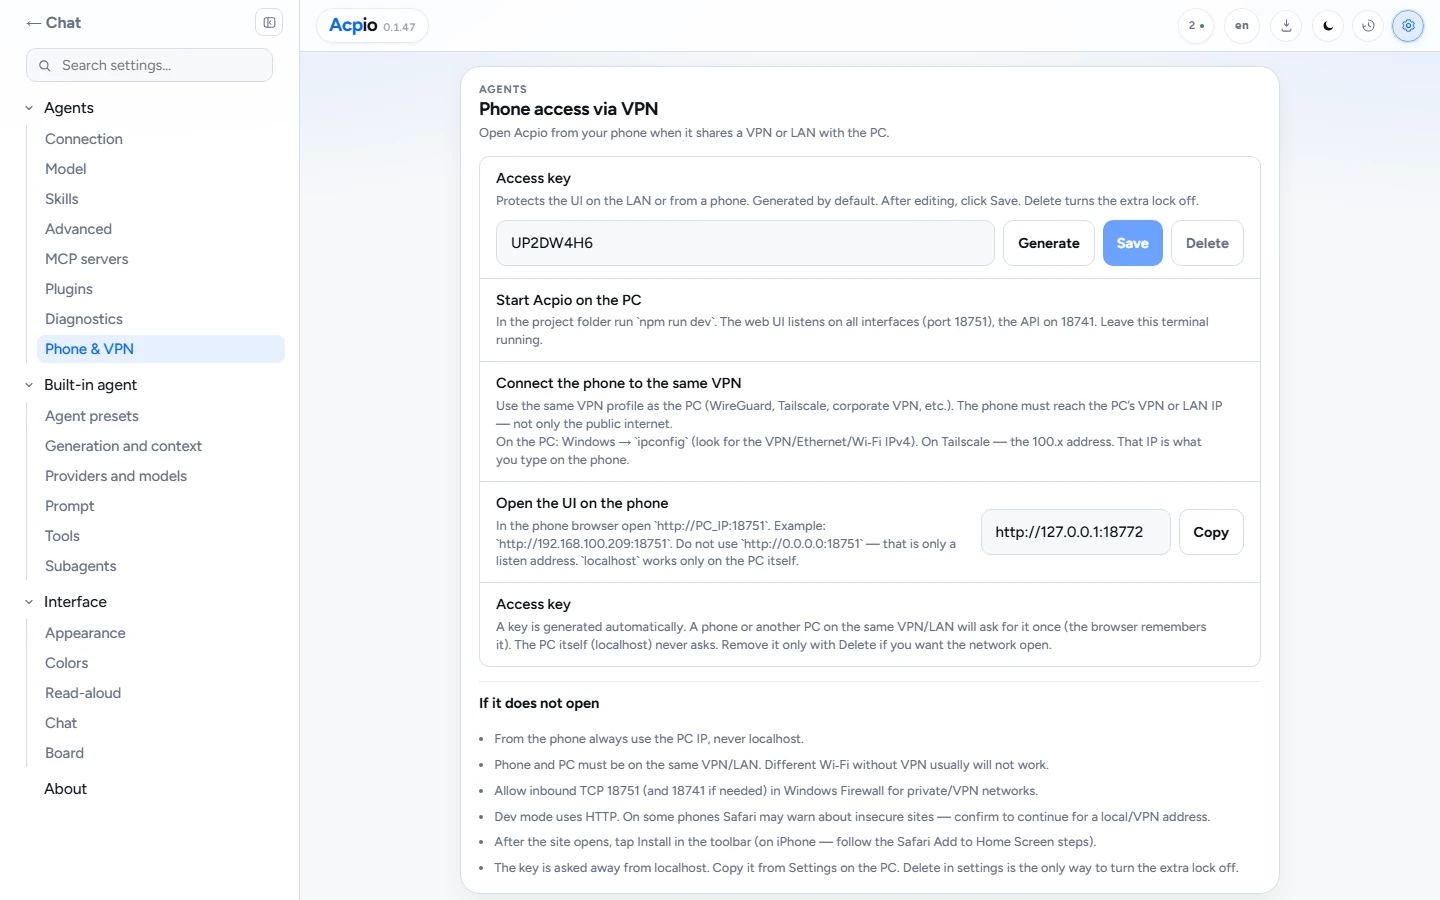 ← Chat
Search settings...
Agents
Connection
Model
Skills
Advanced
MCP servers
Plugins
Diagnostics
Phone & VPN
Built-in agent
Agent presets
Generation and context
Providers and models
Prompt
Tools
Subagents
Interface
Appearance
Colors
Read-aloud
Chat
Board
About
Acpio 0.1.47
2
en
AGENTS
Phone access via VPN
Open Acpio from your phone when it shares a VPN or LAN with the PC.
Access key
Protects the UI on the LAN or from a phone. Generated by default. After editing, click Save. Delete turns the extra lock off.
UP2DW4H6
Generate
Save
Delete
Start Acpio on the PC
In the project folder run `npm run dev`. The web UI listens on all interfaces (port 18751), the API on 18741. Leave this terminal
running.
Connect the phone to the same VPN
Use the same VPN profile as the PC (WireGuard, Tailscale, corporate VPN, etc.). The phone must reach the PC’s VPN or LAN IP
— not only the public internet.
On the PC: Windows → `ipconfig` (look for the VPN/Ethernet/Wi-Fi IPv4). On Tailscale — the 100.x address. That IP is what
you type on the phone.
Open the UI on the phone
In the phone browser open `http://PC_IP:18751`. Example:
`http://192.168.100.209:18751`. Do not use `http://0.0.0.0:18751` — that is only a
listen address. `localhost` works only on the PC itself.
http://127.0.0.1:18772
Copy
Access key
A key is generated automatically. A phone or another PC on the same VPN/LAN will ask for it once (the browser remembers
it). The PC itself (localhost) never asks. Remove it only with Delete if you want the network open.
If it does not open
• From the phone always use the PC IP, never localhost.
• Phone and PC must be on the same VPN/LAN. Different Wi-Fi without VPN usually will not work.
• Allow inbound TCP 18751 (and 18741 if needed) in Windows Firewall for private/VPN networks.
• Dev mode uses HTTP. On some phones Safari may warn about insecure sites — confirm to continue for a local/VPN address.
• After the site opens, tap Install in the toolbar (on iPhone — follow the Safari Add to Home Screen steps).
• The key is asked away from localhost. Copy it from Settings on the PC. Delete in settings is the only way to turn the extra lock off.